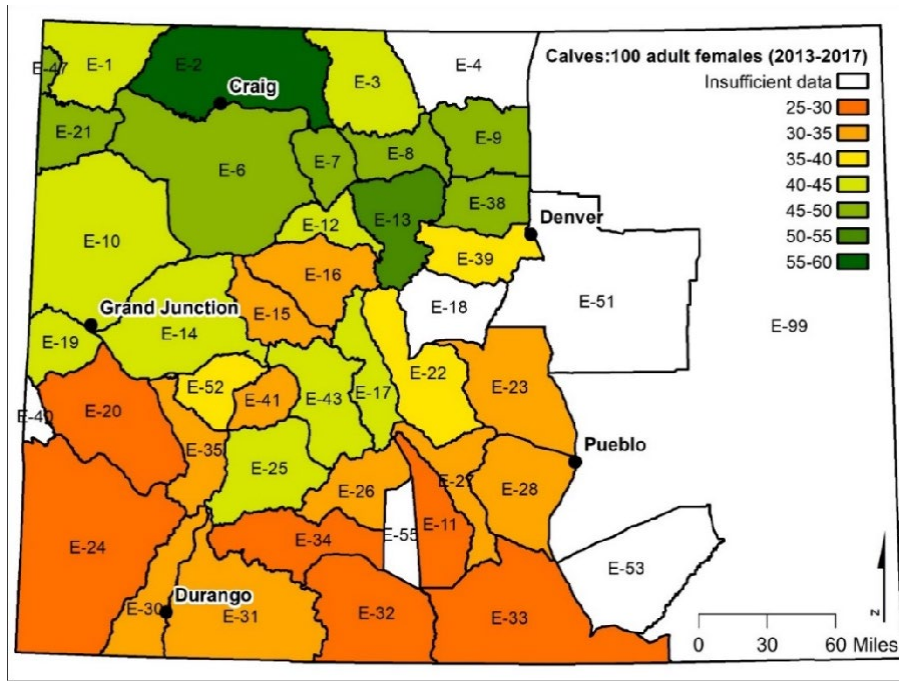 Calves:100 adult females (2013-2017)
Insufficient data
25-30
30-35
35-40
40-45
45-50
50-55
55-60
E-47
E-1
E-2
Craig
E-3
E-4
E-21
E-6
E-7
E-8
E-9
E-10
E-12
E-13
E-38
Denver
E-39
E-16
E-15
E-18
E-51
E-99
Grand Junction
E-19
E-14
E-52
E-41
E-43
E-17
E-22
E-23
E-40
E-20
E-35
E-25
Pueblo
E-26
E-27
E-28
E-24
E-34
E-55
E-11
E-53
Durango
E-30
E-31
E-32
E-33
N
0 30 60 Miles